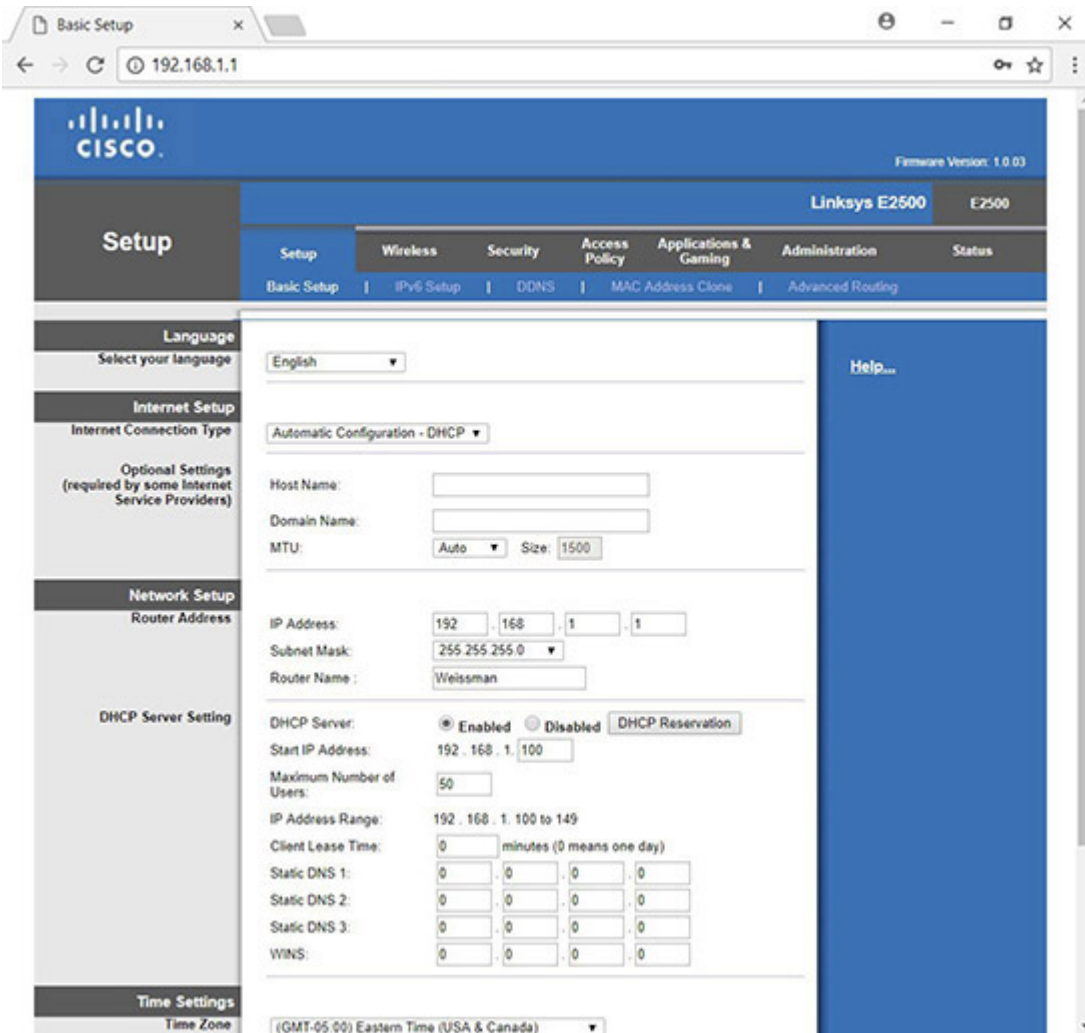 Basic Setup
192.168.1.1
CISCO.
Firmware Version: 1.0.03
Linksys E2500 E2500
Setup
Setup Wireless Security Access Policy Applications & Gaming Administration Status
Basic Setup | IPv6 Setup | DDNS | MAC Address Clone | Advanced Routing
Language
Select your language English
Help...
Internet Setup
Internet Connection Type Automatic Configuration - DHCP
Optional Settings
(required by some Internet
Service Providers)
Host Name:
Domain Name:
MTU: Auto Size: 1500
Network Setup
Router Address
IP Address: 192 . 168 . 1 . 1
Subnet Mask: 255.255.255.0
Router Name : Weissman
DHCP Server Setting
DHCP Server: Enabled Disabled DHCP Reservation
Start IP Address: 192 . 168 . 1. 100
Maximum Number of
Users: 50
IP Address Range: 192 . 168 . 1. 100 to 149
Client Lease Time: 0 minutes (0 means one day)
Static DNS 1: 0 . 0 . 0 . 0
Static DNS 2: 0 . 0 . 0 . 0
Static DNS 3: 0 . 0 . 0 . 0
WINS: 0 . 0 . 0 . 0
Time Settings
Time Zone (GMT-05:00) Eastern Time (USA & Canada)